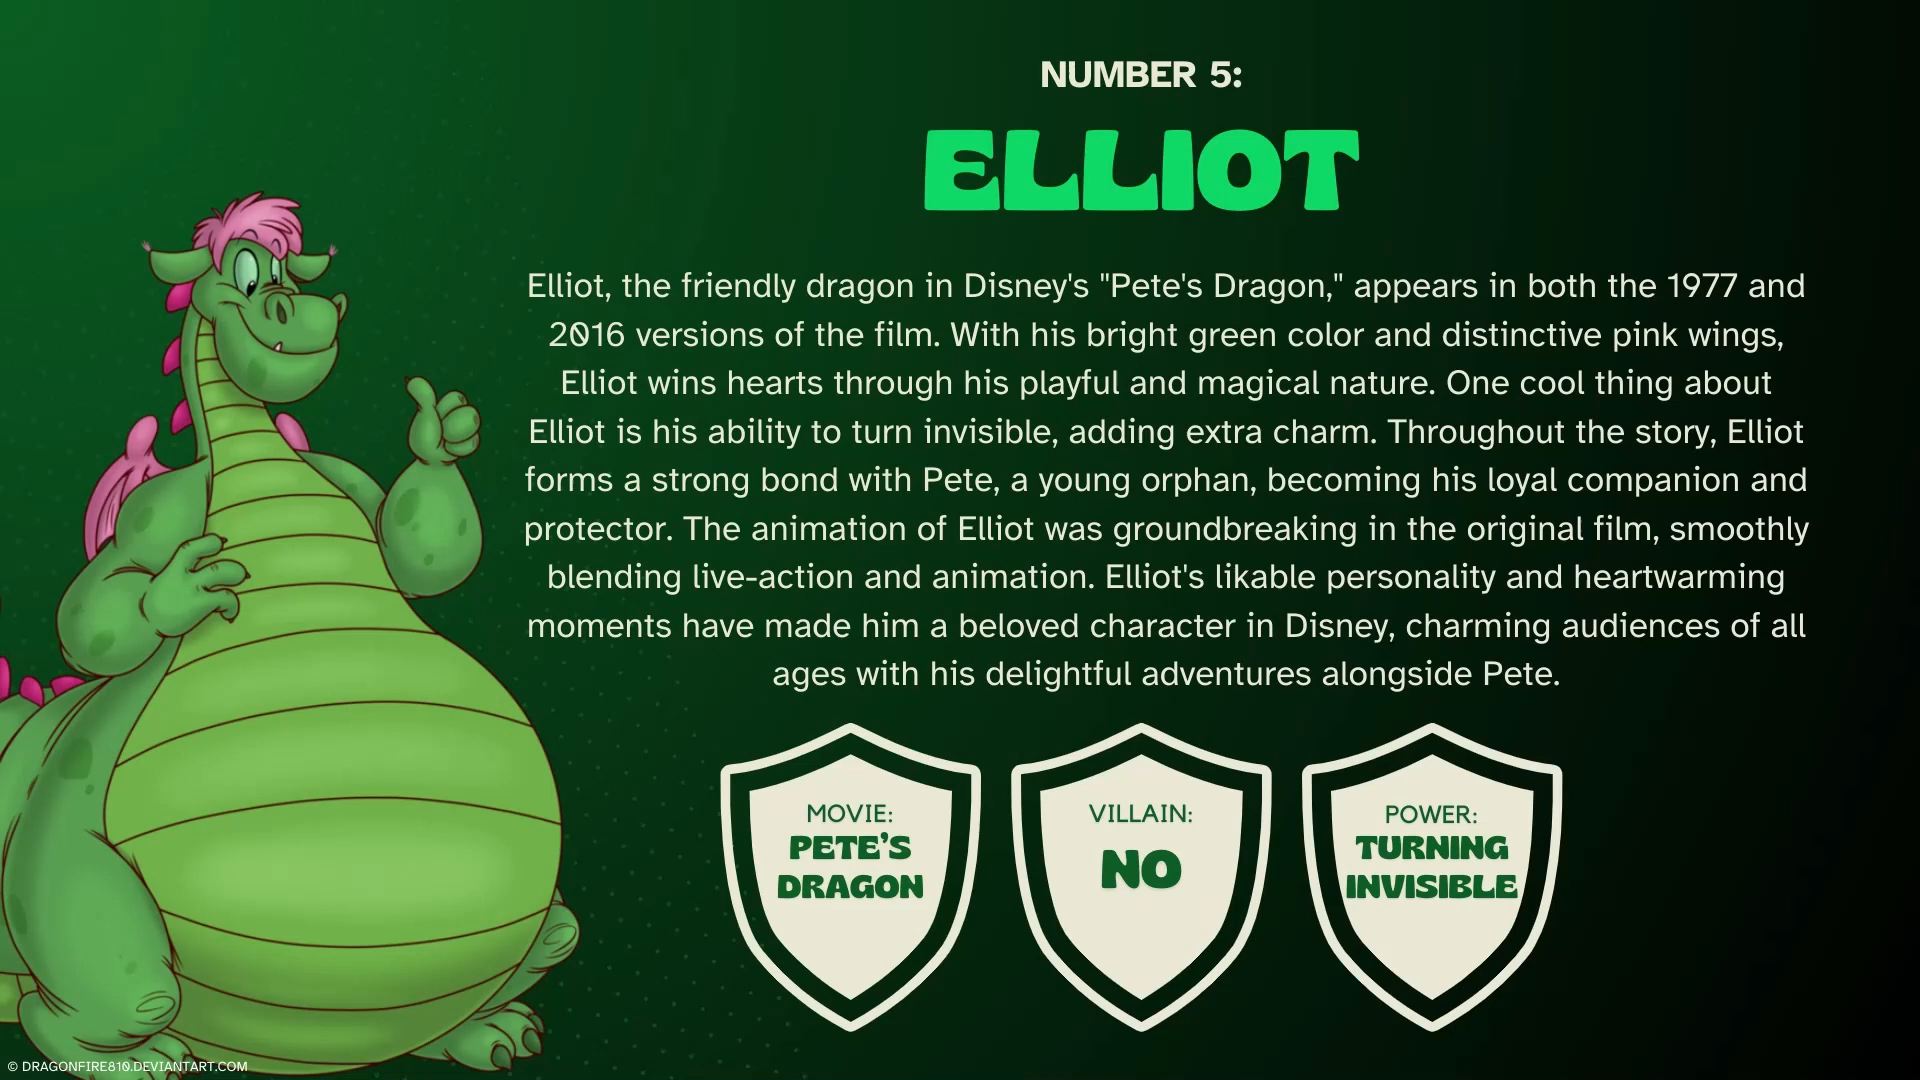 NUMBER 5:
ELLIOT
Elliot, the friendly dragon in Disney's "Pete's Dragon," appears in both the 1977 and
2016 versions of the film. With his bright green color and distinctive pink wings,
Elliot wins hearts through his playful and magical nature. One cool thing about
Elliot is his ability to turn invisible, adding extra charm. Throughout the story, Elliot
forms a strong bond with Pete, a young orphan, becoming his loyal companion and
protector. The animation of Elliot was groundbreaking in the original film, smoothly
blending live-action and animation. Elliot's likable personality and heartwarming
moments have made him a beloved character in Disney, charming audiences of all
ages with his delightful adventures alongside Pete.
MOVIE:
PETE'S
DRAGON
VILLAIN:
NO
POWER:
TURNING
INVISIBLE
© DRAGONFIRE810.DEVIANTART.COM